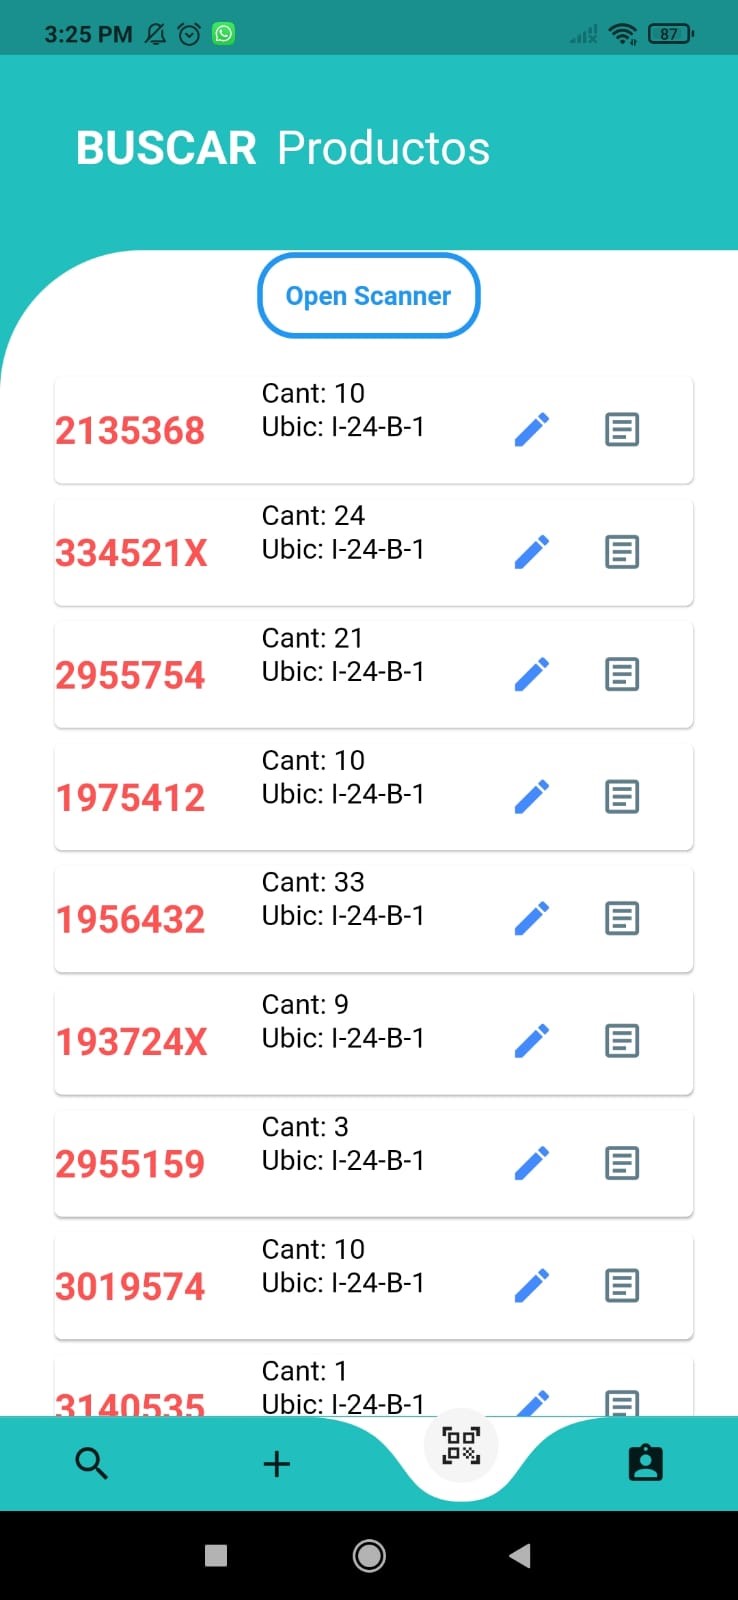 3:25 PM
87
BUSCAR Productos
Open Scanner
Cant: 10
2135368
Ubic: I-24-B-1
Cant: 24
334521X
Ubic: I-24-B-1
Cant: 21
2955754
Ubic: I-24-B-1
Cant: 10
1975412
Ubic: I-24-B-1
Cant: 33
1956432
Ubic: I-24-B-1
Cant: 9
193724X
Ubic: I-24-B-1
Cant: 3
2955159
Ubic: I-24-B-1
Cant: 10
3019574
Ubic: I-24-B-1
Cant: 1
3140535
Ubic: I-24-B-1